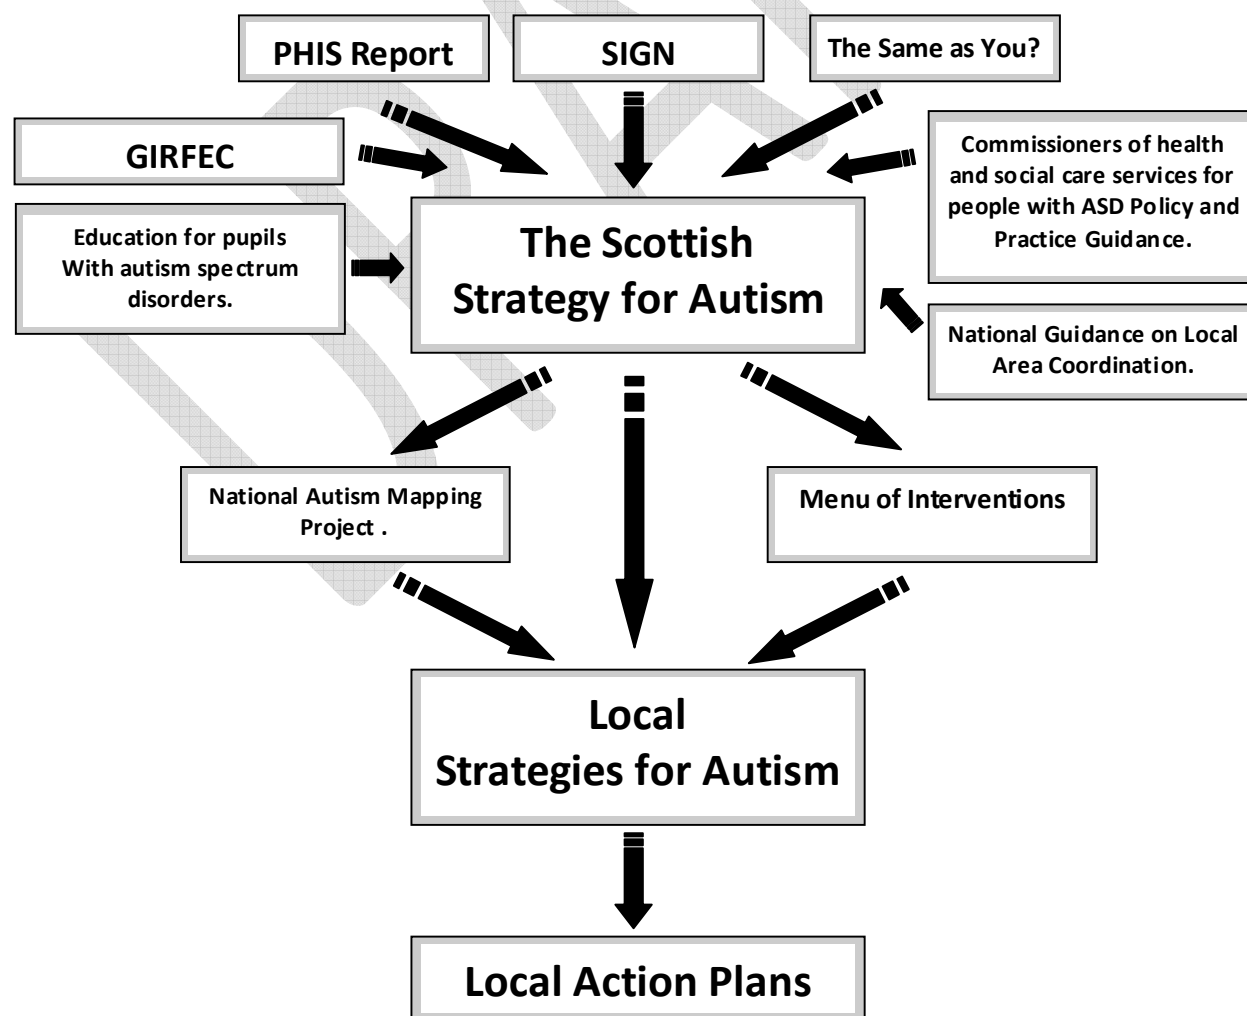 PHIS Report
SIGN
The Same as You?
GIRFEC
Commissioners of health
and social care services for
people with ASD Policy and
Practice Guidance.
Education for pupils
With autism spectrum
disorders.
The Scottish
Strategy for Autism
National Guidance on Local
Area Coordination.
National Autism Mapping
Project .
Menu of Interventions
Local
Strategies for Autism
Local Action Plans